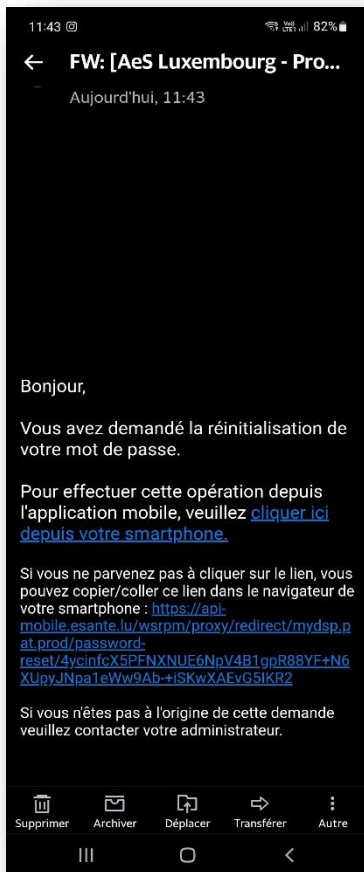 11:43
82%
FW: [AeS Luxembourg - Pro...
Aujourd'hui, 11:43
Bonjour,
Vous avez demandé la réinitialisation de
votre mot de passe.
Pour effectuer cette opération depuis
l'application mobile, veuillez cliquer ici
depuis votre smartphone.
Si vous ne parvenez pas à cliquer sur le lien, vous
pouvez copier/coller ce lien dans le navigateur de
votre smartphone : https://api-
mobile.esante.lu/wsrpm/proxy/redirect/mydsp.p
at.prod/password-
reset/4ycinfcX5PFNXNUE6NpV4B1gpR88YF+N6
XUpyJNpa1eWw9Ab-+iSKwXAEvG5IKR2
Si vous n'êtes pas à l'origine de cette demande
veuillez contacter votre administrateur.
Supprimer Archiver Déplacer Transférer Autre